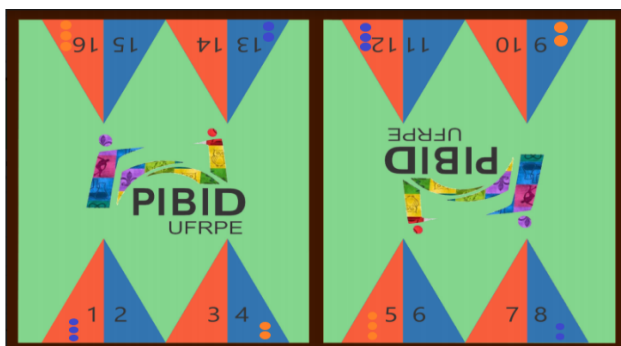 16 15 14 13
12 11 10 9
PIBID
UFRPE
PIBID
UFRPE
1 2 3 4
5 6 7 8